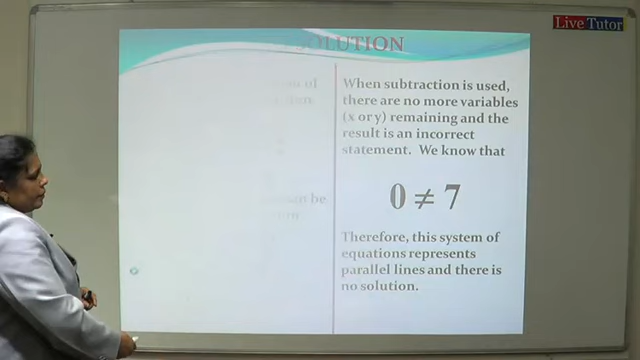 Live Tutor
SOLUTION
When subtraction is used,
there are no more variables
(x or y) remaining and the
result is an incorrect
statement. We know that
0 ≠ 7
Therefore, this system of
equations represents
parallel lines and there is
no solution.